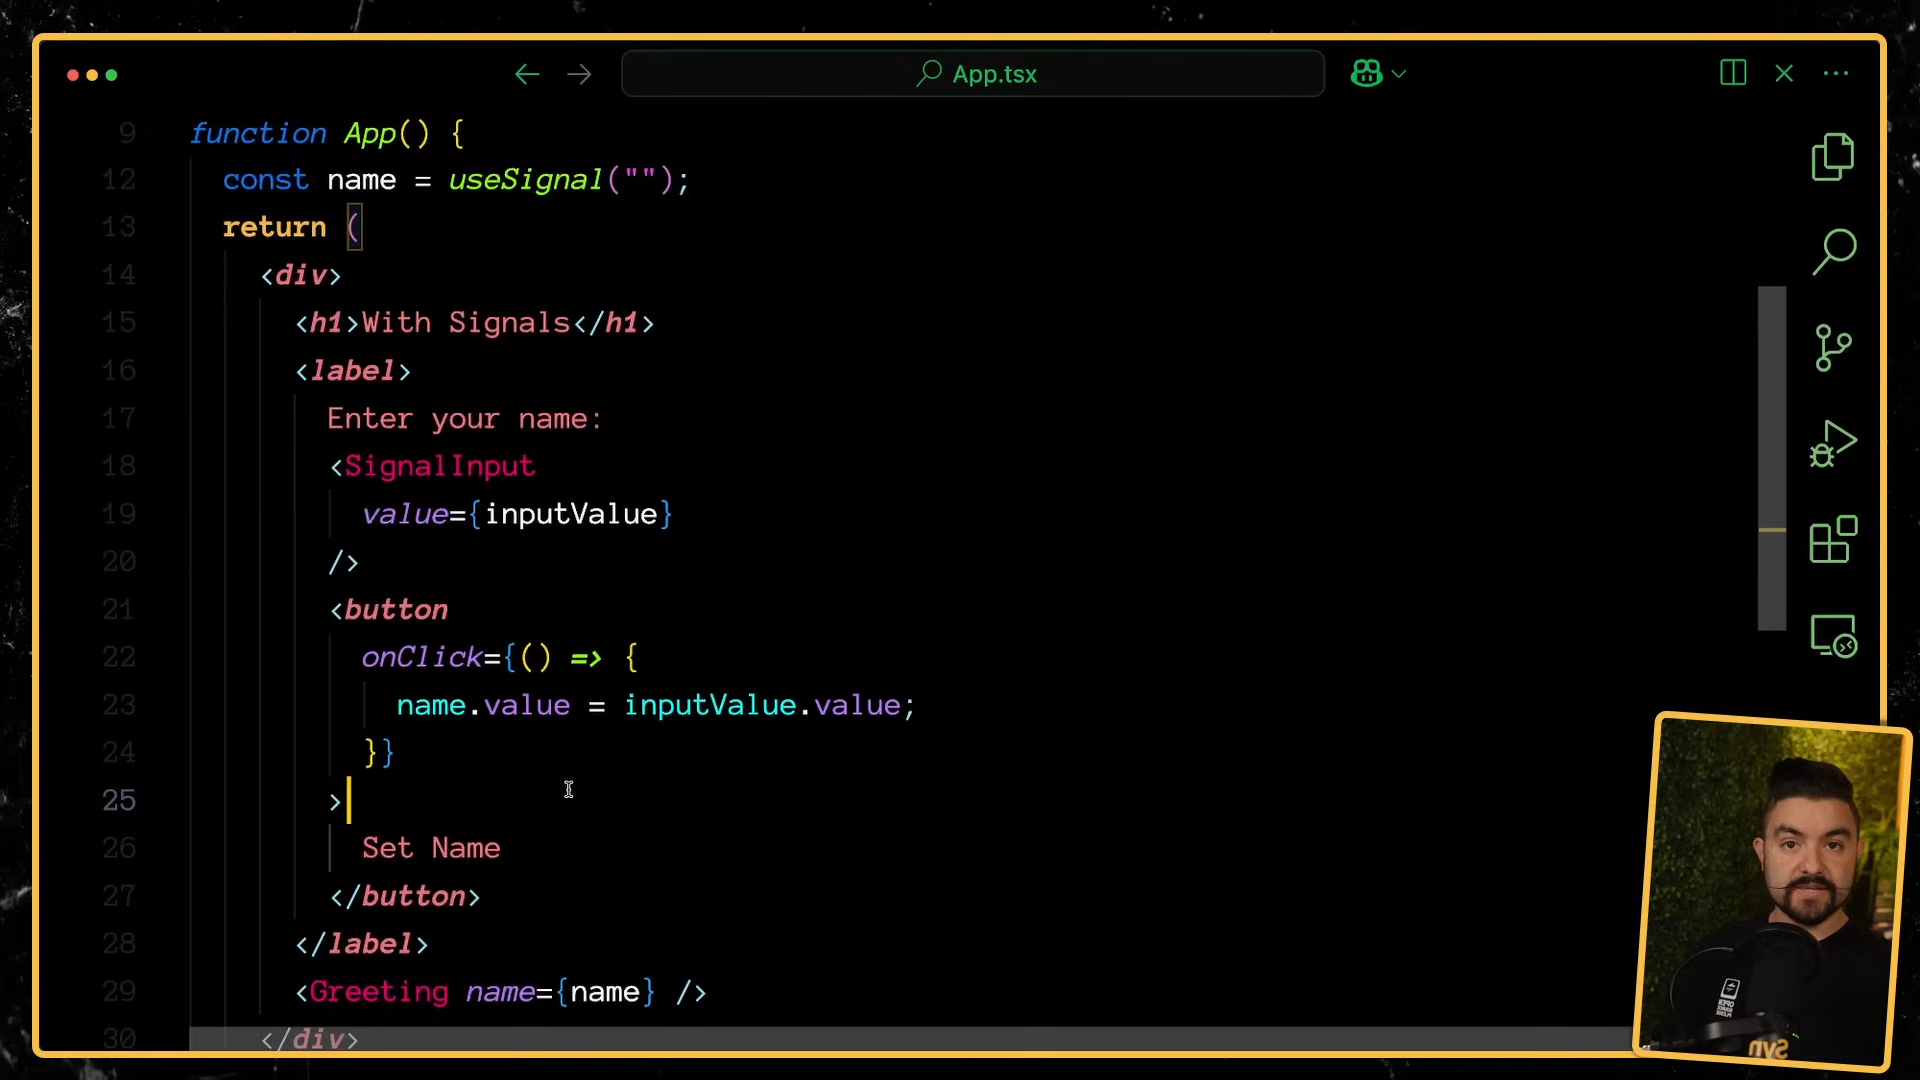 App.tsx
9 function App() {
12 const name = useSignal("");
13 return (
14 <div>
15 <h1>With Signals</h1>
16 <label>
17 Enter your name:
18 <SignalInput
19 value={inputValue}
20 />
21 <button
22 onClick={() => {
23 name.value = inputValue.value;
24 }}
25 >
26 Set Name
27 </button>
28 </label>
29 <Greeting name={name} />
30 </div>